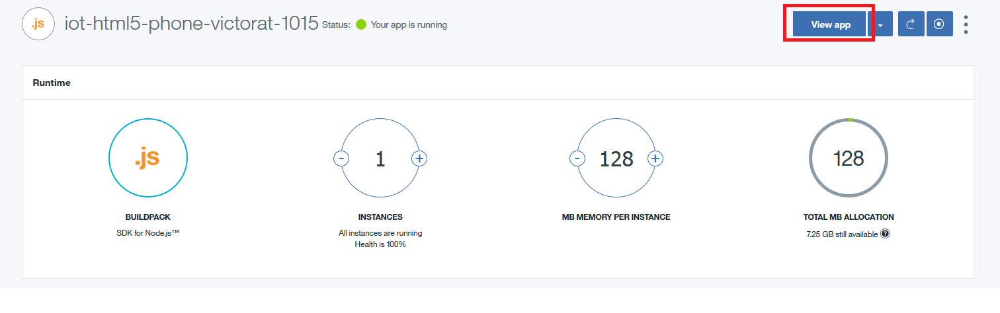 .js
iot-html5-phone-victorat-1015 Status: Your app is running
View app
Runtime
.js
- 1 +
- 128 +
128
BUILDPACK
SDK for Node.js™
INSTANCES
All instances are running
Health is 100%
MB MEMORY PER INSTANCE
TOTAL MB ALLOCATION
7.25 GB still available ?